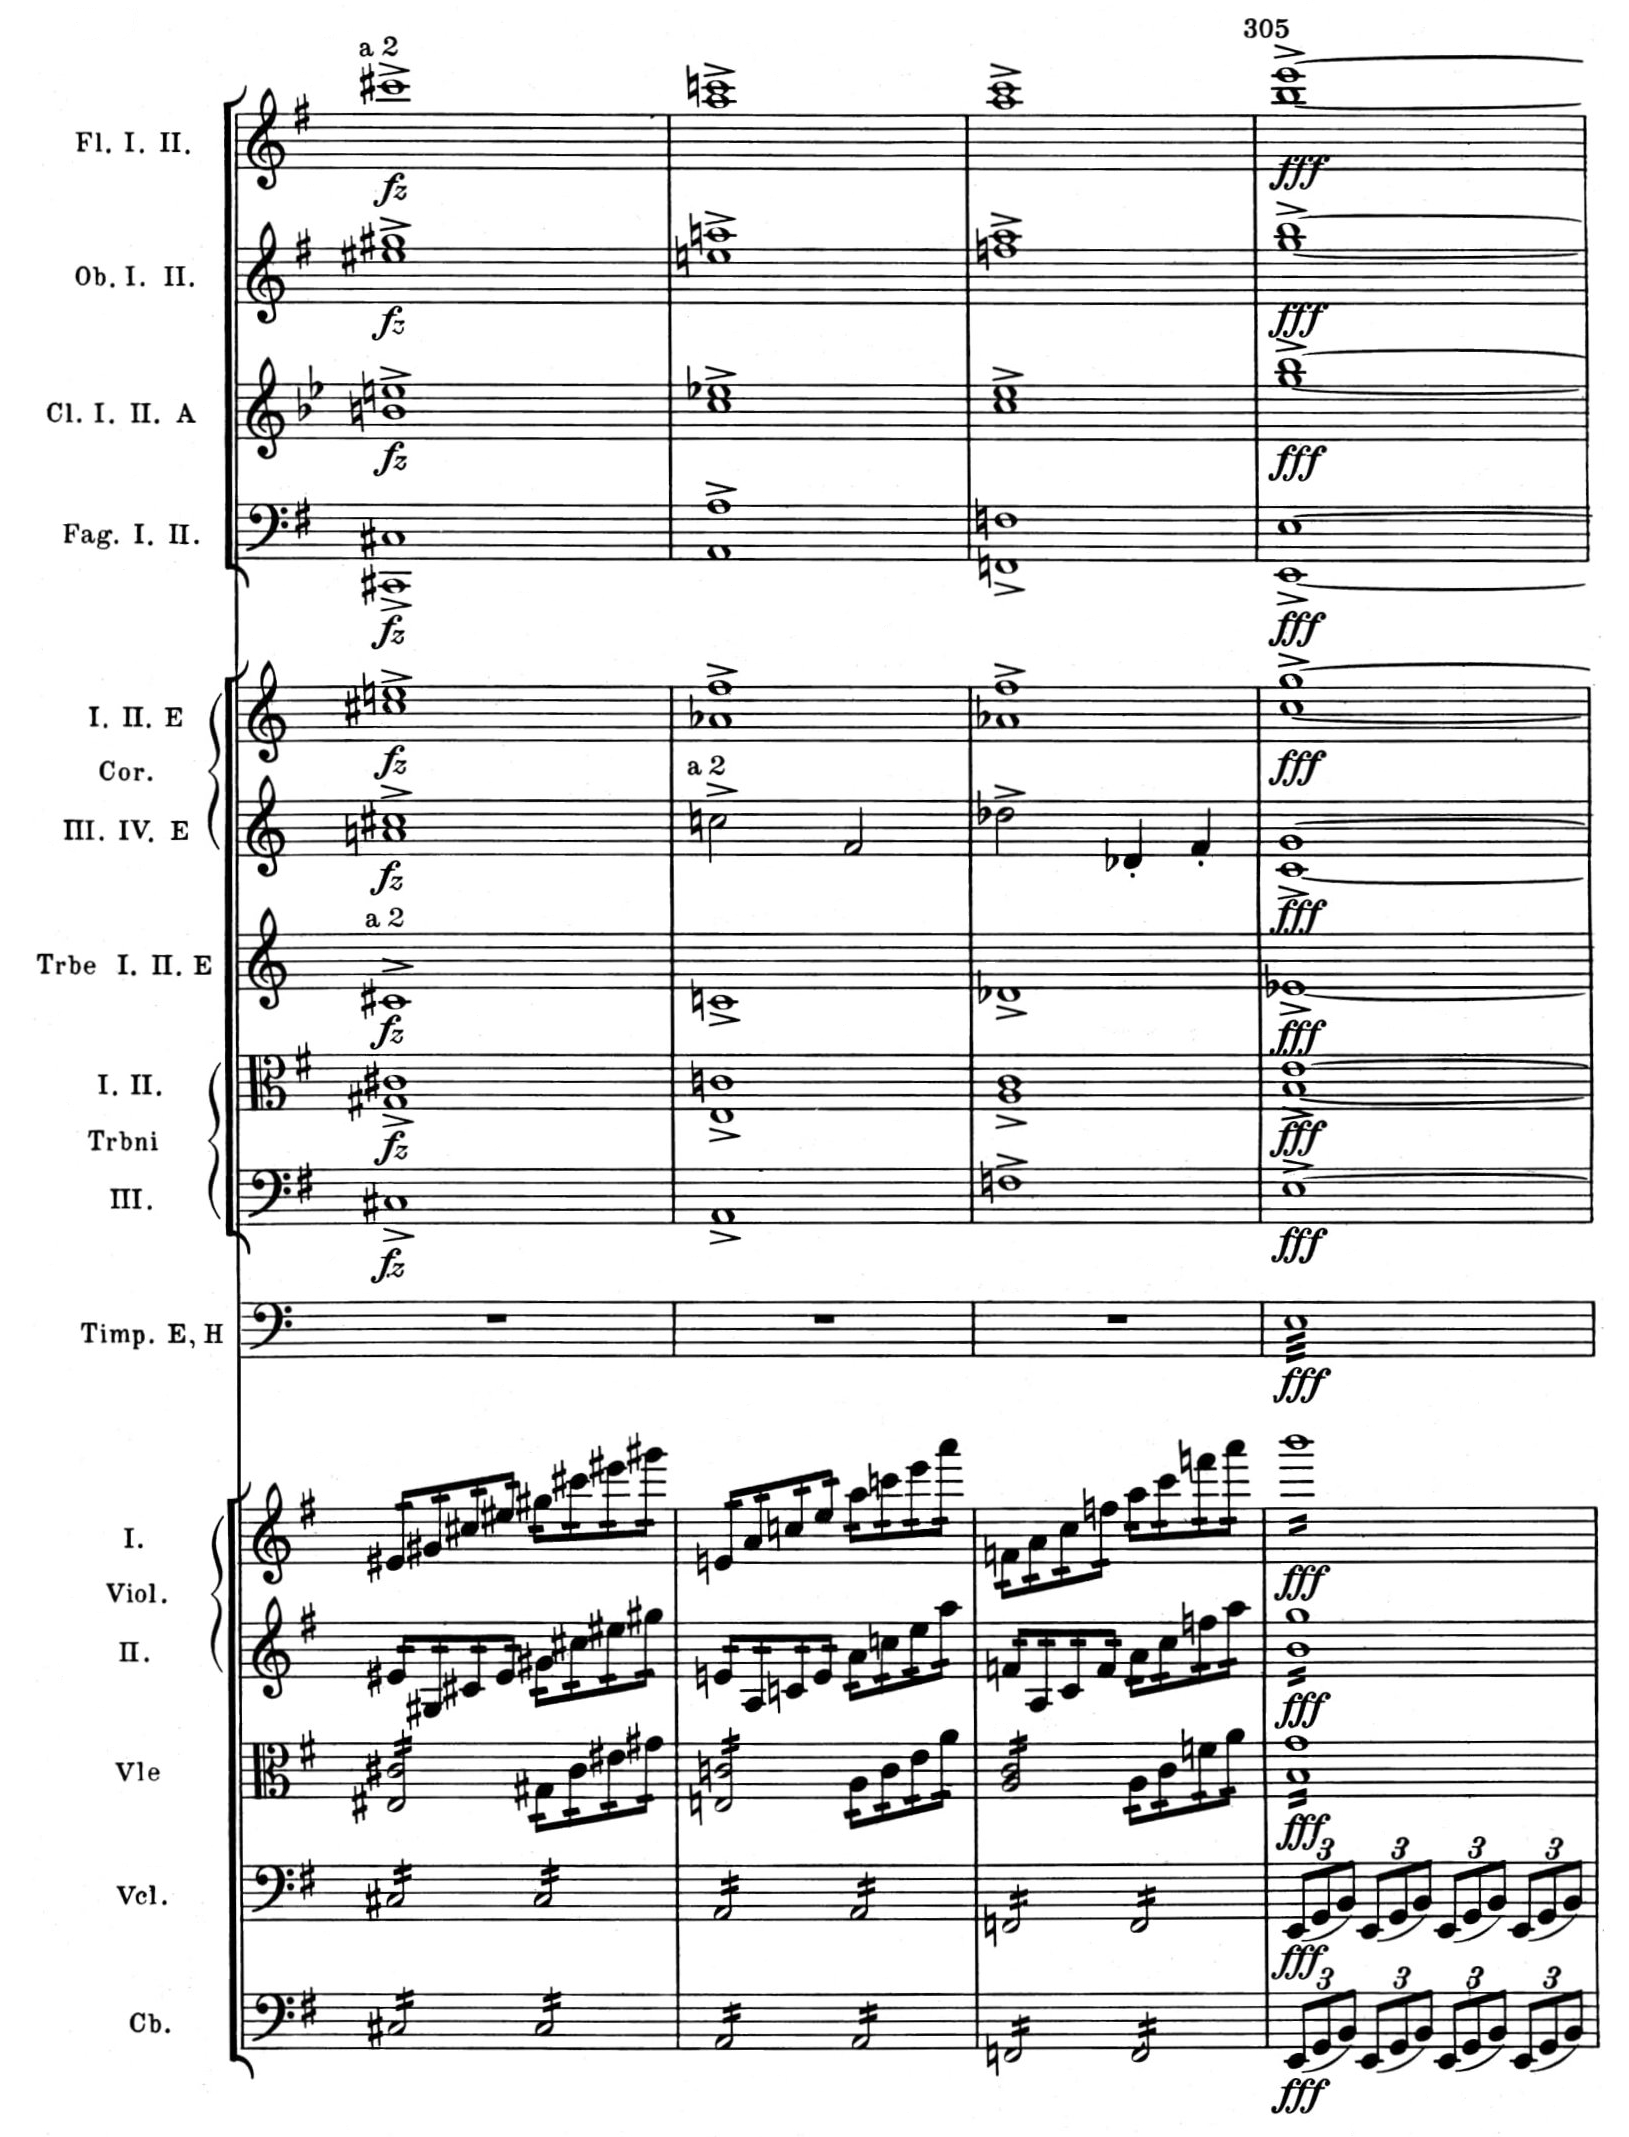 305
a 2
Fl. I. II.
fz
fff
Ob. I. II.
fz
fff
Cl. I. II. A
fz
fff
Fag. I. II.
fz
fff
I. II. E
fz
fff
Cor.
a 2
III. IV. E
fz
fff
a 2
Trbe I. II. E
fz
fff
I. II.
fz
fff
Trbni
III.
fz
fff
Timp. E, H
fff
I.
fff
Viol.
II.
fff
Vle
fff
3 3 3 3
Vcl.
fff
3 3 3 3
Cb.
fff